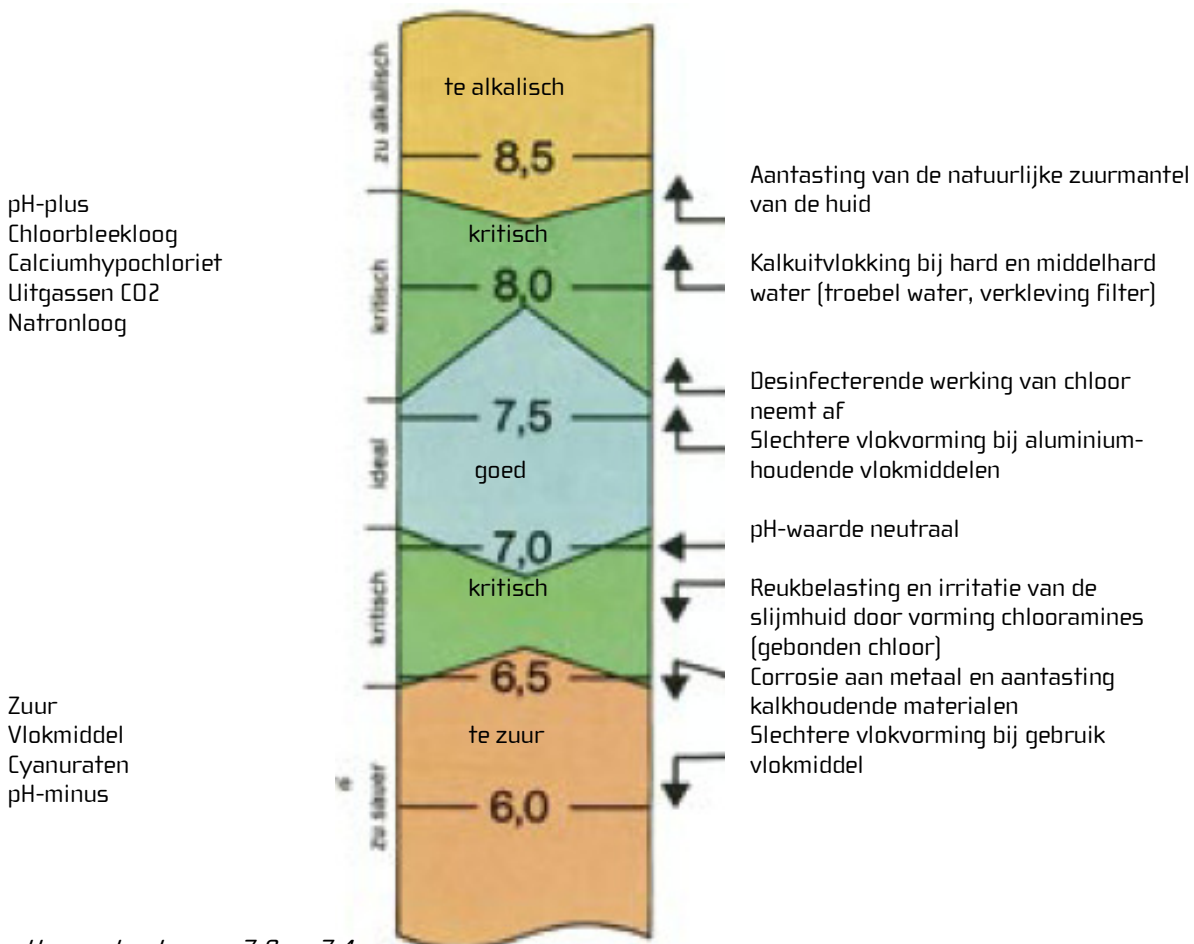 zu alkalisch
te alkalisch
8,5
pH-plus
Chloorbleekloog
Calciumhypochloriet
Uitgassen CO2
Natronloog
kritisch
kritisch
8,0
ideal
7,5
goed
7,0
kritisch
kritisch
6,5
Zuur
Vlokmiddel
Cyanuraten
pH-minus
zu sauer
te zuur
6,0
Aantasting van de natuurlijke zuurmantel
van de huid
Kalkuitvlokking bij hard en middelhard
water (troebel water, verkleving filter)
Desinfecterende werking van chloor
neemt af
Slechtere vlokvorming bij aluminium-
houdende vlokmiddelen
pH-waarde neutraal
Reukbelasting en irritatie van de
slijmhuid door vorming chlooramines
(gebonden chloor)
Corrosie aan metaal en aantasting
kalkhoudende materialen
Slechtere vlokvorming bij gebruik
vlokmiddel